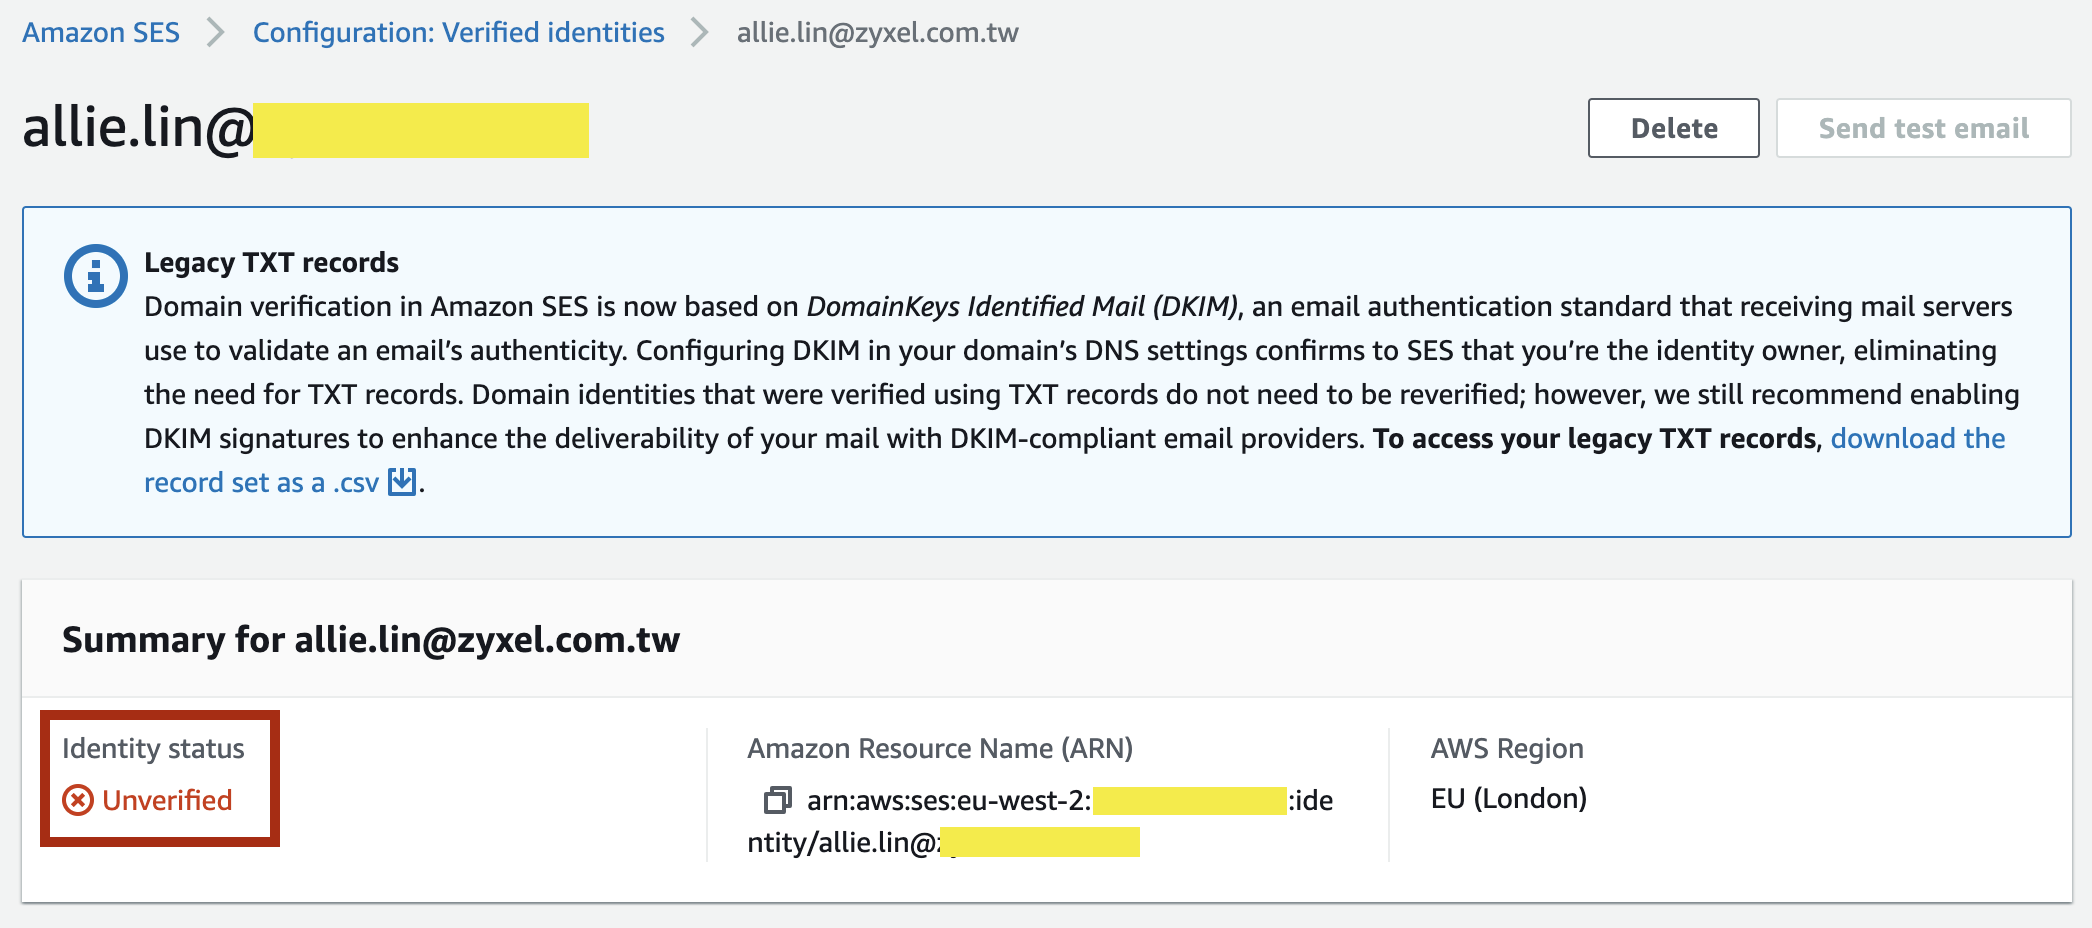 Amazon SES > Configuration: Verified identities > allie.lin@zyxel.com.tw
allie.lin@
Delete
Send test email
Legacy TXT records
Domain verification in Amazon SES is now based on DomainKeys Identified Mail (DKIM), an email authentication standard that receiving mail servers
use to validate an email’s authenticity. Configuring DKIM in your domain’s DNS settings confirms to SES that you’re the identity owner, eliminating
the need for TXT records. Domain identities that were verified using TXT records do not need to be reverified; however, we still recommend enabling
DKIM signatures to enhance the deliverability of your mail with DKIM-compliant email providers. To access your legacy TXT records, download the
record set as a .csv .
Summary for allie.lin@zyxel.com.tw
Identity status
Unverified
Amazon Resource Name (ARN)
arn:aws:ses:eu-west-2: :ide
ntity/allie.lin@
AWS Region
EU (London)